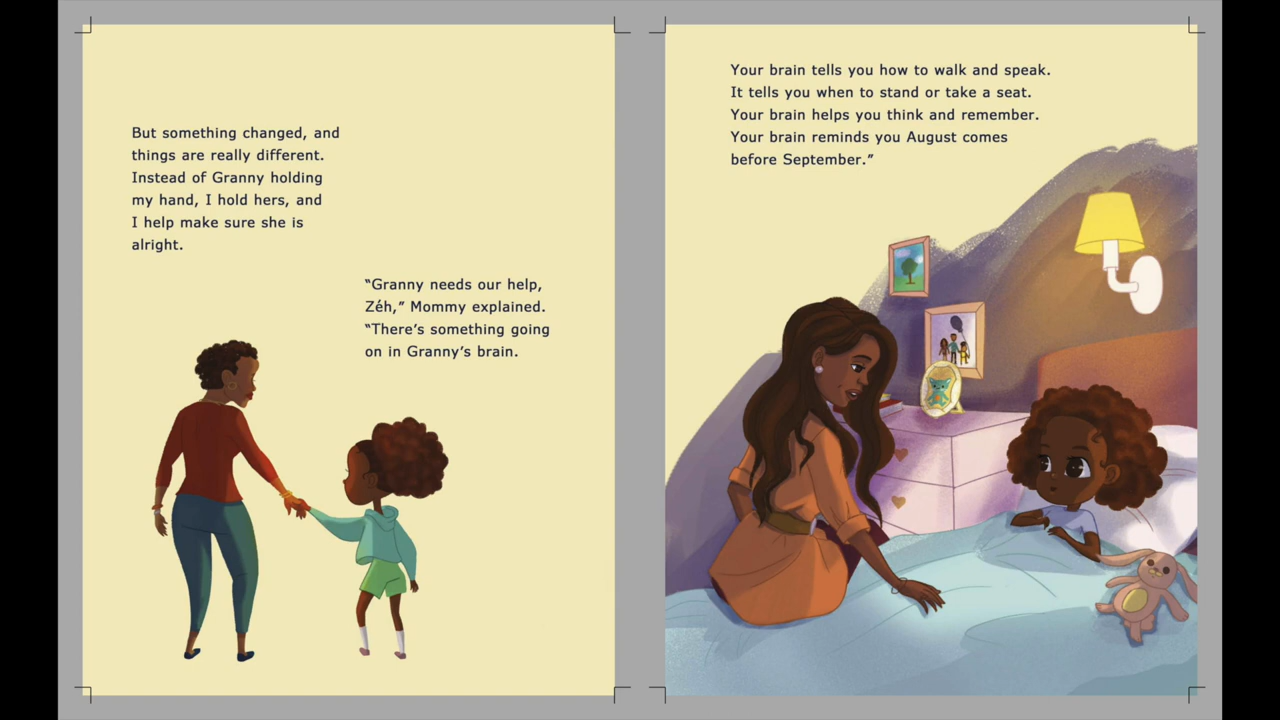 But something changed, and
things are really different.
Instead of Granny holding
my hand, I hold hers, and
I help make sure she is
alright.
“Granny needs our help,
Zéh,” Mommy explained.
“There’s something going
on in Granny’s brain.
Your brain tells you how to walk and speak.
It tells you when to stand or take a seat.
Your brain helps you think and remember.
Your brain reminds you August comes
before September.”